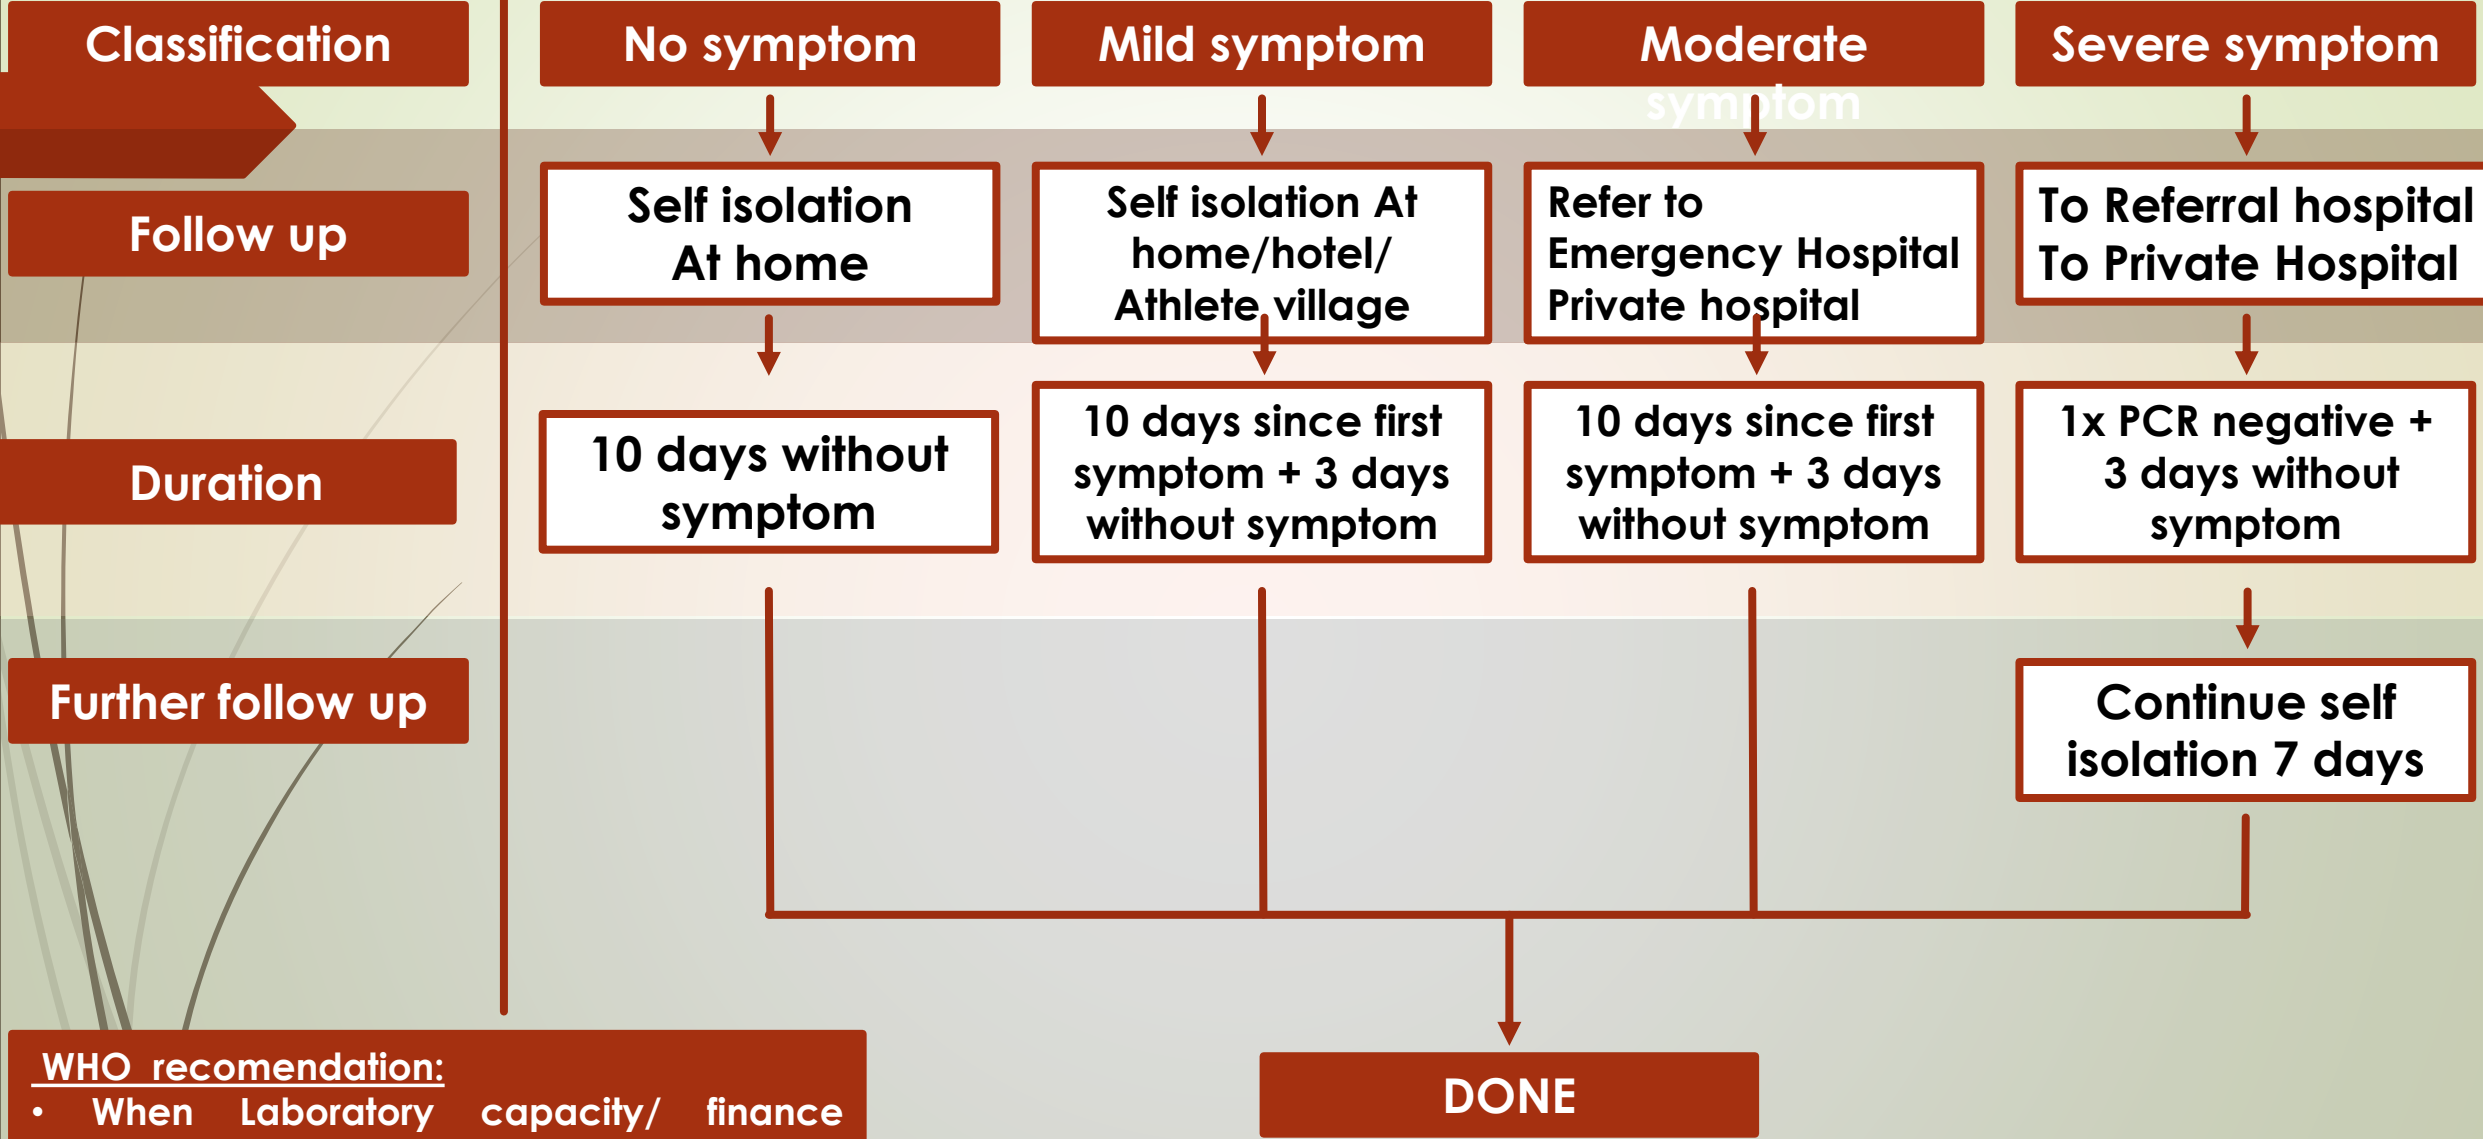 Classification
No symptom
Mild symptom
Moderate
symptom
Severe symptom
Follow up
Self isolation
At home
Self isolation At
home/hotel/
Athlete village
Refer to
Emergency Hospital
Private hospital
To Referral hospital
To Private Hospital
Duration
10 days without
symptom
10 days since first
symptom + 3 days
without symptom
10 days since first
symptom + 3 days
without symptom
1x PCR negative +
3 days without
symptom
Further follow up
Continue self
isolation 7 days
WHO recomendation:
• When Laboratory capacity/ finance
DONE